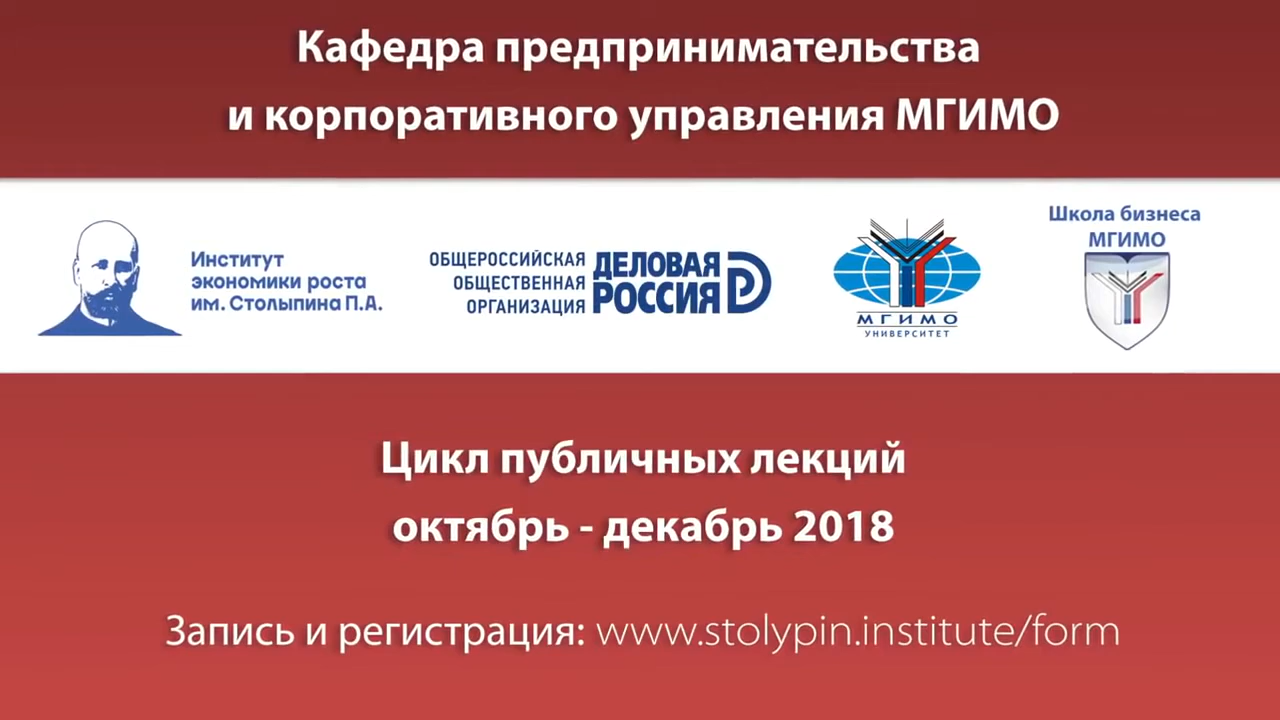 Кафедра предпринимательства
и корпоративного управления МГИМО
Институт
экономики роста
им. Столыпина П.А.
ОБЩЕРОССИЙСКАЯ
ОБЩЕСТВЕННАЯ
ОРГАНИЗАЦИЯ
ДЕЛОВАЯ
РОССИЯ
МГИМО
УНИВЕРСИТЕТ
Школа бизнеса
МГИМО
Цикл публичных лекций
октябрь - декабрь 2018
Запись и регистрация: www.stolypin.institute/form